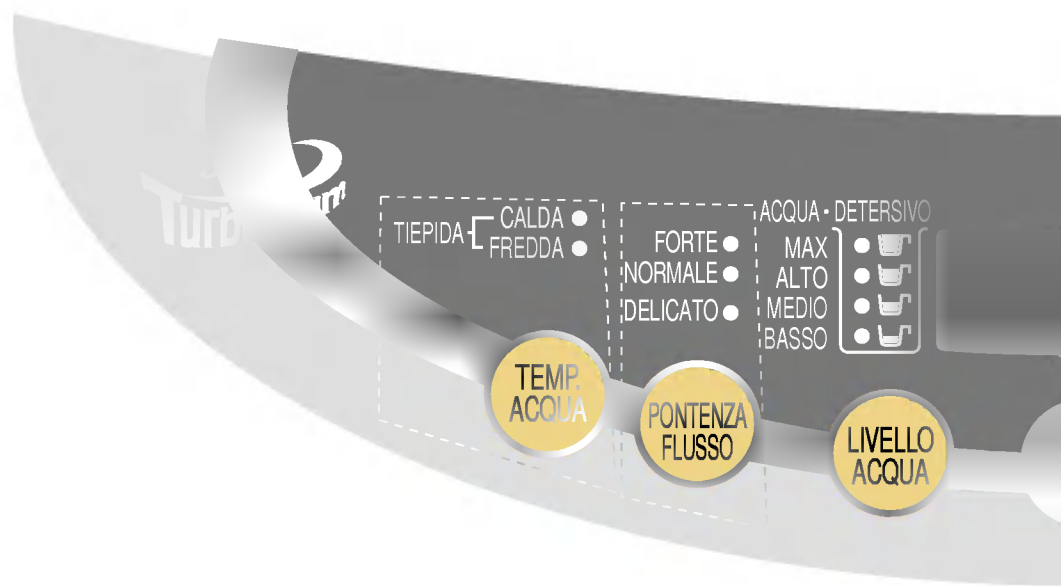 TIEPIDA
CALDA
FREDDA
FORTE
NORMALE
DELICATO
ACQUA - DETERSIVO
MAX
ALTO
MEDIO
BASSO
TEMP.
ACQUA
PONTENZA
FLUSSO
LIVELLO
ACQUA